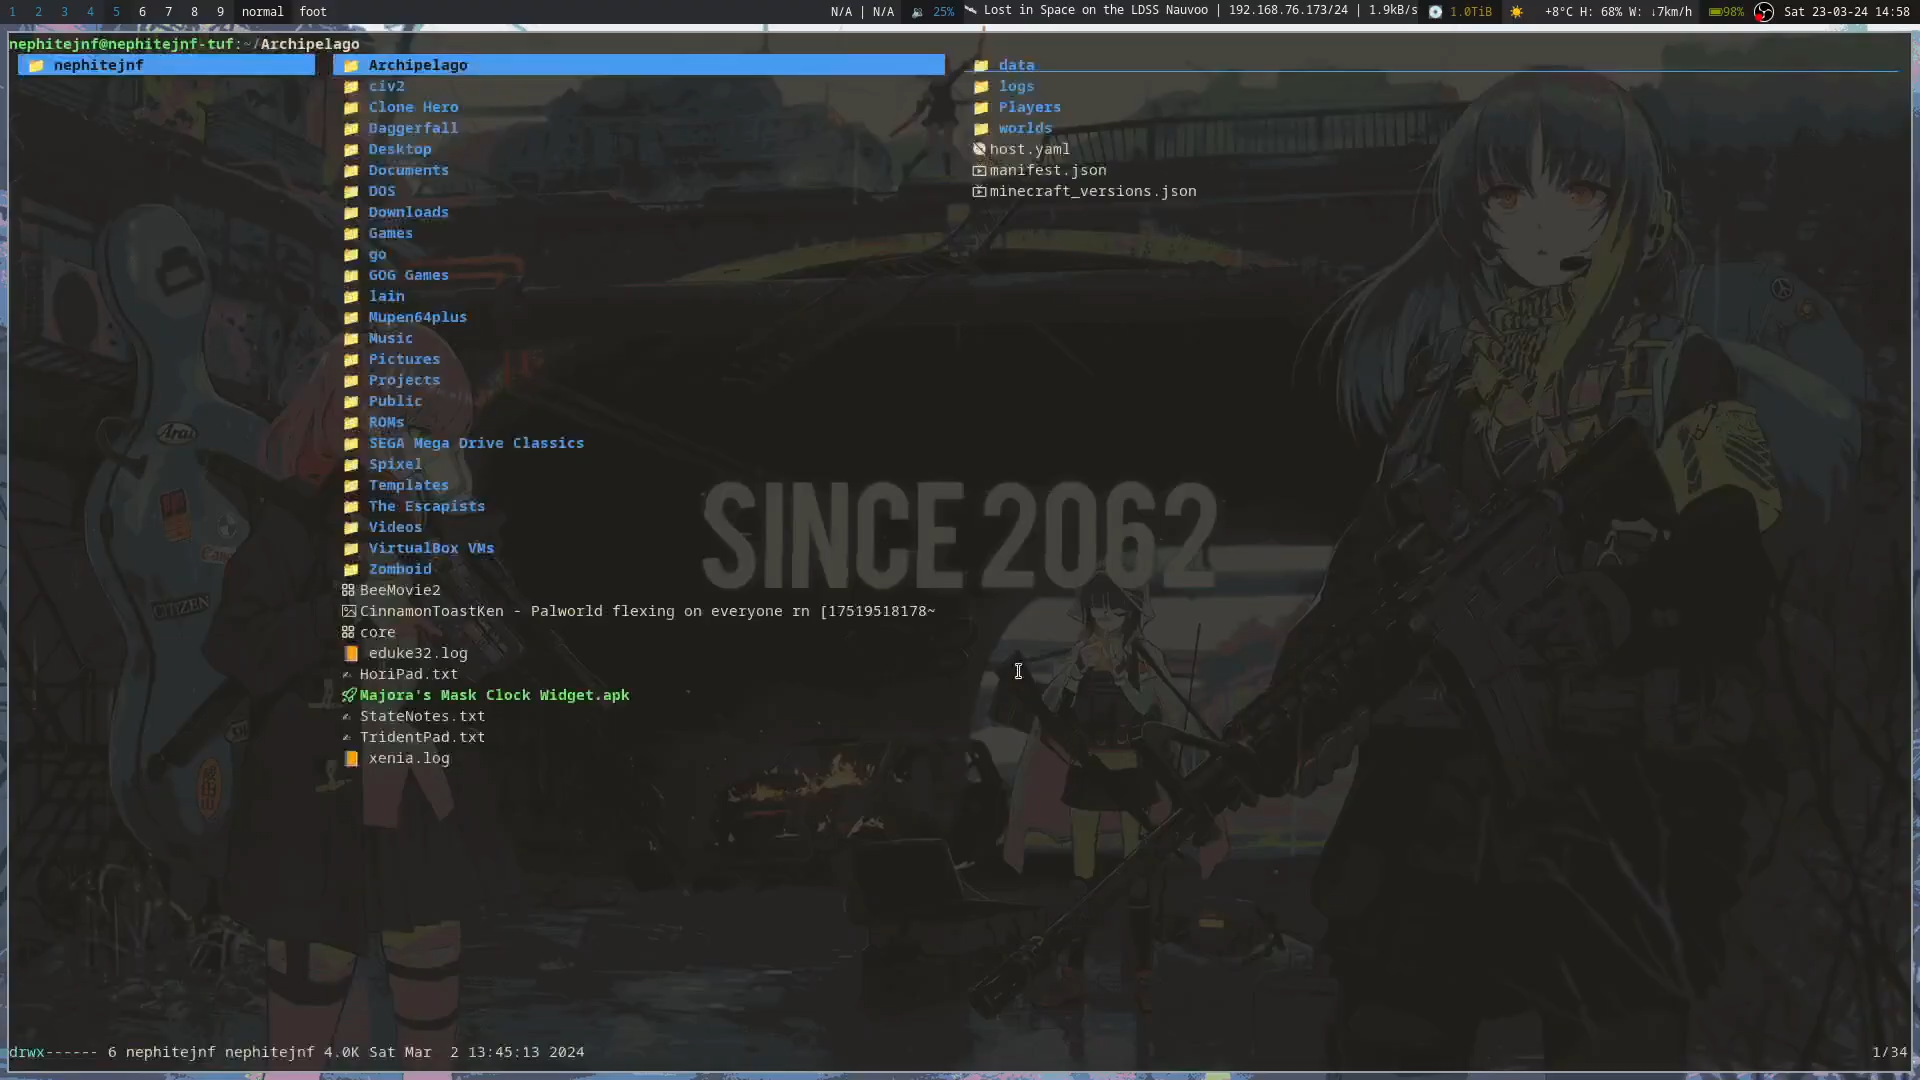 1 2 3 4 5 6 7 8 9 normal foot N/A | N/A 25% Lost in Space on the LDSS Nauvoo | 192.168.76.173/24 | 1.9kB/s 1.0TiB +8°C H: 68% W: ↓7km/h 98% Sat 23-03-24 14:58
nephitejnf@nephitejnf-tuf:~/Archipelago
nephitejnf
Archipelago
civ2
Clone Hero
Daggerfall
Desktop
Documents
DOS
Downloads
Games
go
GOG Games
lain
Mupen64plus
Music
Pictures
Projects
Public
ROMs
SEGA Mega Drive Classics
Spixel
Templates
The Escapists
Videos
VirtualBox VMs
Zomboid
BeeMovie2
CinnamonToastKen - Palworld flexing on everyone rn [17519518178~
core
eduke32.log
HoriPad.txt
Majora's Mask Clock Widget.apk
StateNotes.txt
TridentPad.txt
xenia.log
data
logs
Players
worlds
host.yaml
manifest.json
minecraft_versions.json
Arai
CITIZEN
SINCE 2062
drwx------ 6 nephitejnf nephitejnf 4.0K Sat Mar  2 13:45:13 2024 1/34